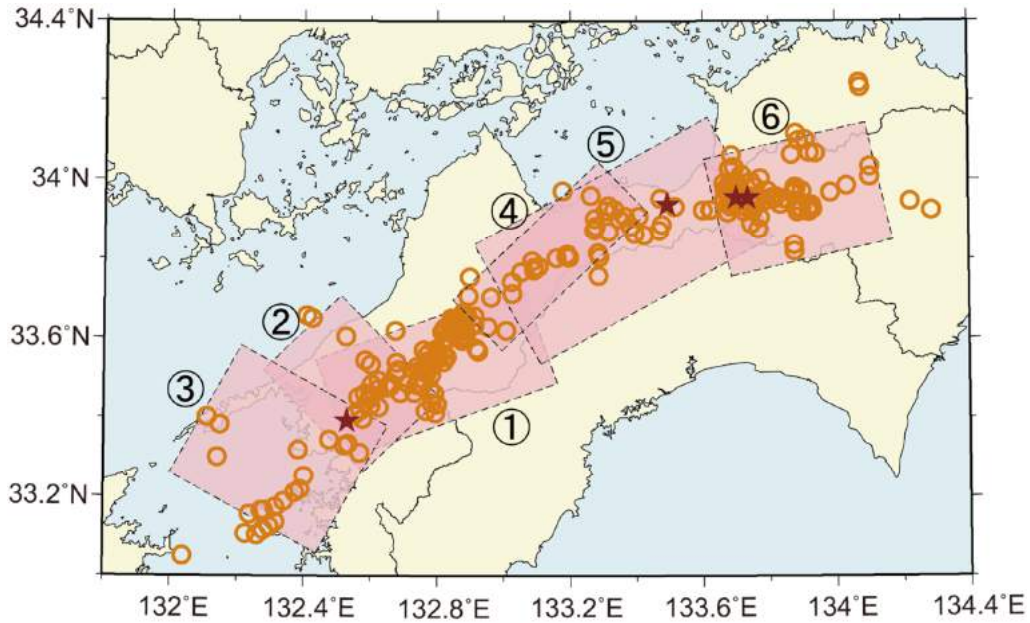 34.4˚N
⑥
⑤
34˚N
④
②
33.6˚N
③
①
33.2˚N
132˚E
132.4˚E
132.8˚E
133.2˚E
133.6˚E
134˚E
134.4˚E